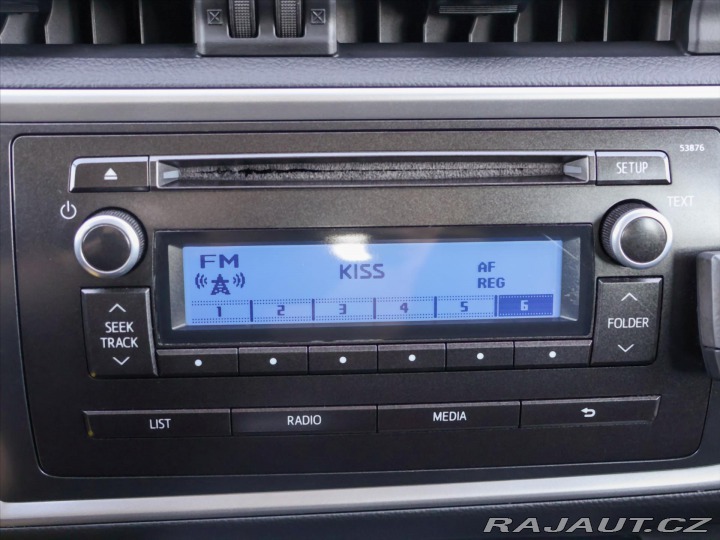 53876
SETUP
TEXT
FM
KISS
AF
REG
1 2 3 4 5 6
SEEK
TRACK
FOLDER
LIST
RADIO
MEDIA
RAJAUT.CZ